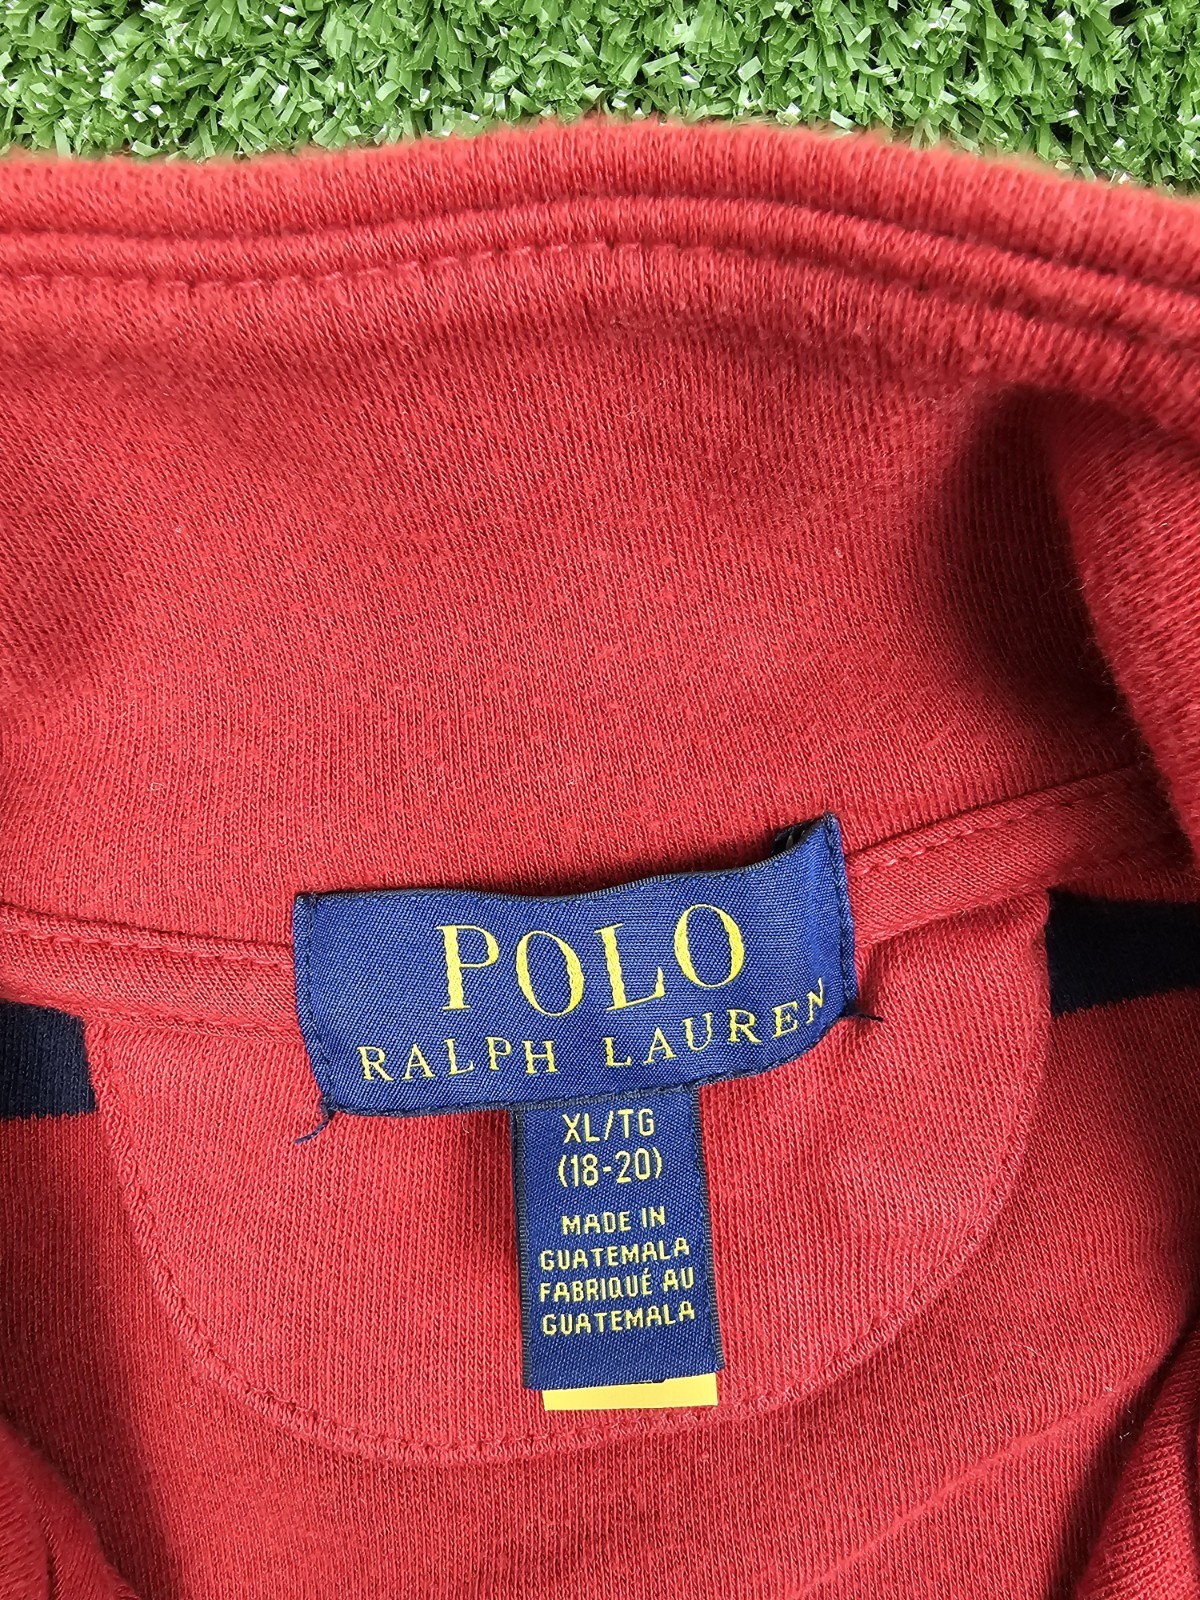 POLO
RALPH LAUREN
XL/TG
(18-20)
MADE IN
GUATEMALA
FABRIQUÉ AU
GUATEMALA